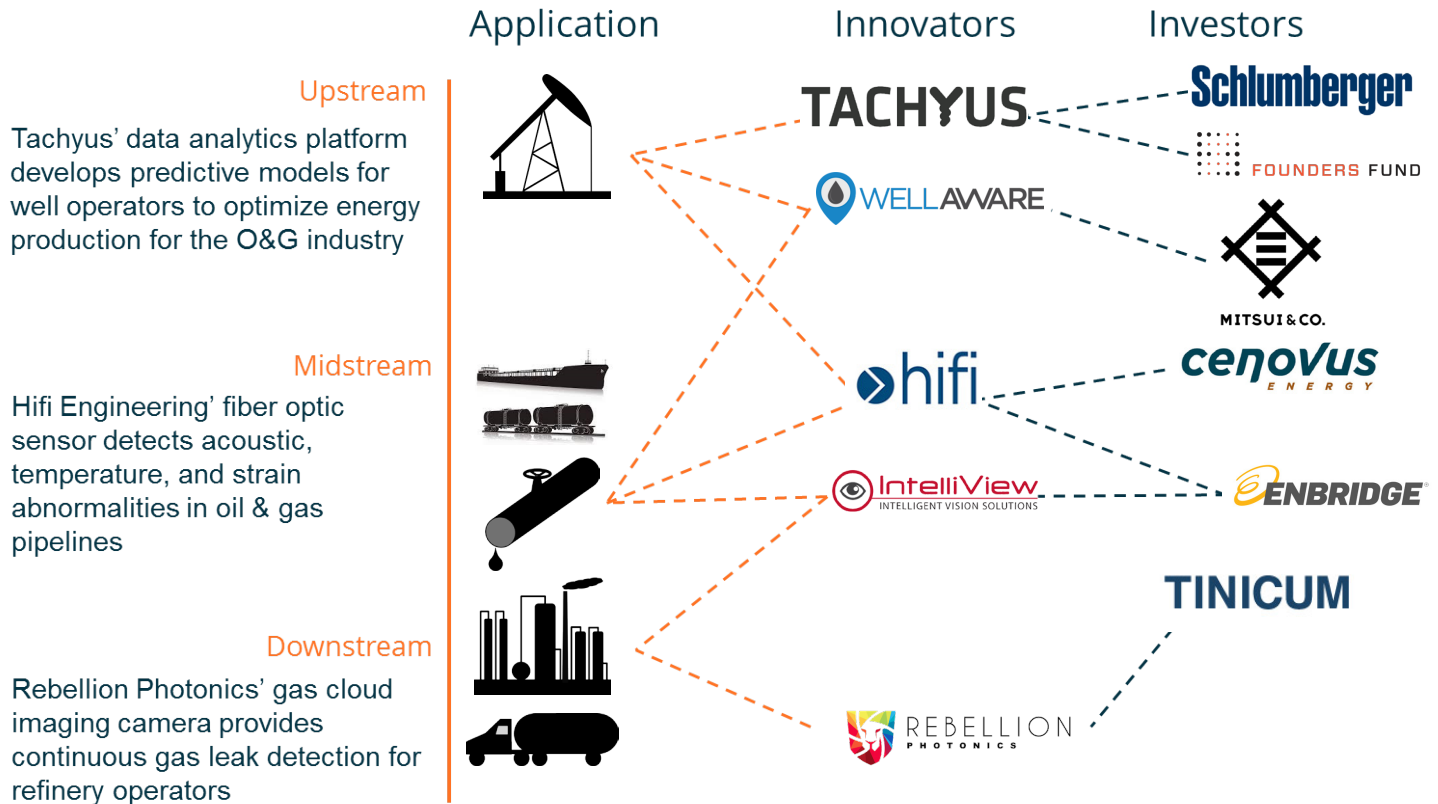 Application
Innovators
Investors
Upstream
Tachyus’ data analytics platform
develops predictive models for
well operators to optimize energy
production for the O&G industry
TACHYUS
Schlumberger
FOUNDERS FUND
WELLAWARE
MITSUI & CO.
Midstream
Hifi Engineering’ fiber optic
sensor detects acoustic,
temperature, and strain
abnormalities in oil & gas
pipelines
hifi
cenovus
ENERGY
IntelliView
INTELLIGENT VISION SOLUTIONS
ENBRIDGE®
TINICUM
Downstream
Rebellion Photonics’ gas cloud
imaging camera provides
continuous gas leak detection for
refinery operators
REBELLION
PHOTONICS